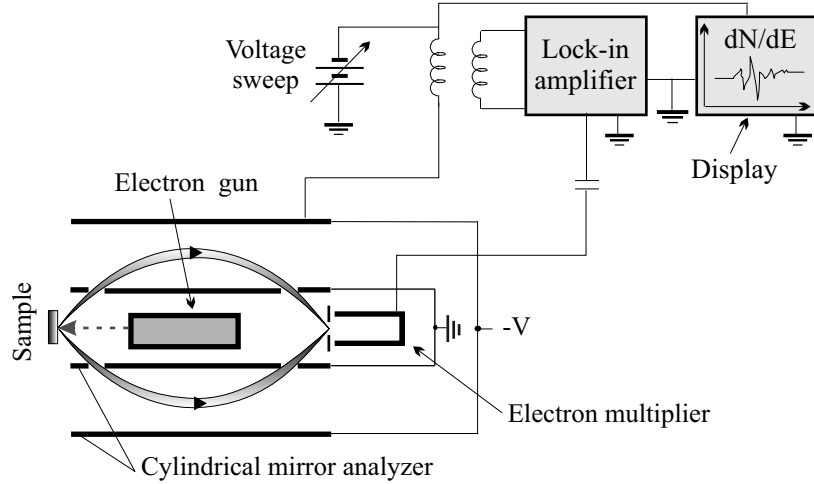 Voltage
sweep
Lock-in
amplifier
dN/dE
Display
Electron gun
Sample
-V
Electron multiplier
Cylindrical mirror analyzer